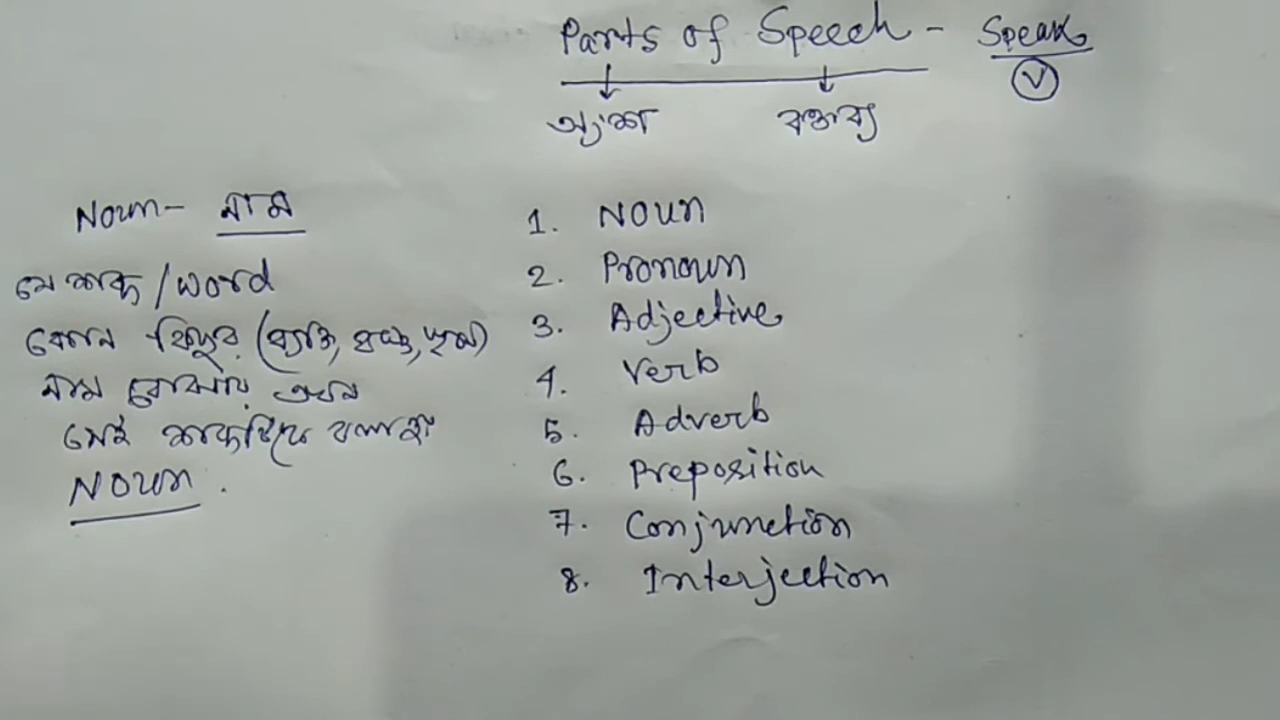 Parts of Speech - Speak
V
অ্যংশ বক্তাব্য
Noun- নাম
যে শব্দ/word
কোন কিছুর (ব্যক্তি, বস্তু, স্থান)
নাম বোঝায় তখন
সেই শব্দটিকে বলা হয়
Noun.
1. Noun
2. Pronoun
3. Adjective
4. Verb
5. Adverb
6. Preposition
7. Conjunction
8. Interjection